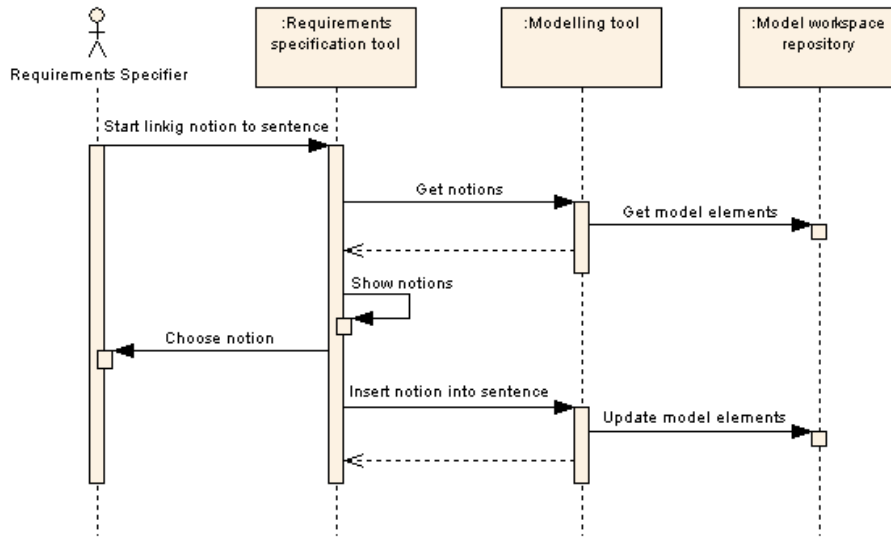 :Requirements
specification tool
:Modelling tool
:Model workspace
repository
Requirements Specifier
Start linkig notion to sentence
Get notions
Get model elements
Show notions
Choose notion
Insert notion into sentence
Update model elements